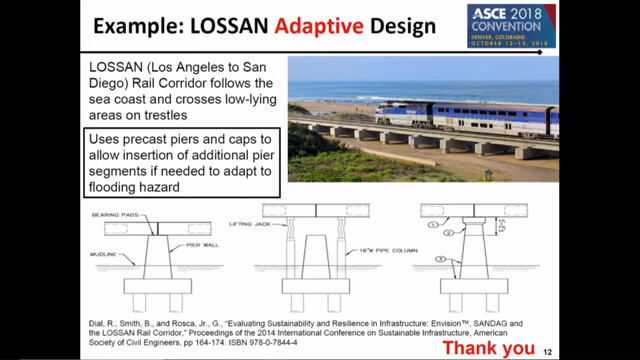 Example: LOSSAN Adaptive Design
ASCE 2018
CONVENTION
DENVER, COLORADO
OCTOBER 12-15, 2018
LOSSAN (Los Angeles to San
Diego) Rail Corridor follows the
sea coast and crosses low-lying
areas on trestles
Uses precast piers and caps to
allow insertion of additional pier
segments if needed to adapt to
flooding hazard
BEARING PADS
MUDLINE
PIER WALL
LIFTING JACK
16"ø PIPE COLUMN
1
2
3
Dial, R., Smith, B., and Rosca, Jr., G., "Evaluating Sustainability and Resilience in Infrastructure: Envision™, SANDAG and
the LOSSAN Rail Corridor," Proceedings of the 2014 International Conference on Sustainable Infrastructure, American
Society of Civil Engineers, pp 164-174. ISBN 978-0-7844-4
Thank you
12